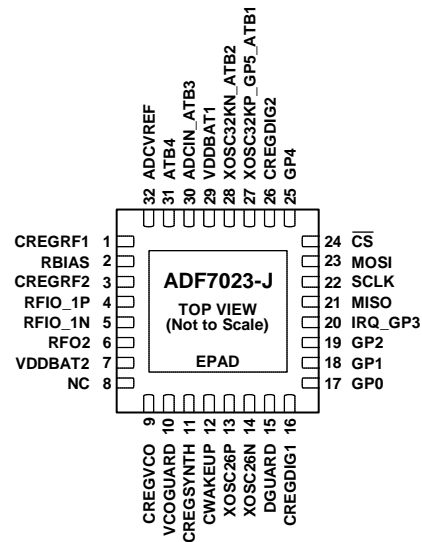 32 ADCVREF
31 ATB4
30 ADCIN_ATB3
29 VDDBAT1
28 XOSC32KN_ATB2
27 XOSC32KP_GP5_ATB1
26 CREGDIG2
25 GP4
CREGRF1 1
RBIAS 2
CREGRF2 3
RFIO_1P 4
RFIO_1N 5
RFO2 6
VDDBAT2 7
NC 8
ADF7023-J
TOP VIEW
(Not to Scale)
EPAD
24 CS
23 MOSI
22 SCLK
21 MISO
20 IRQ_GP3
19 GP2
18 GP1
17 GP0
CREGVCO 9
VCOGUARD 10
CREGSYNTH 11
CWAKEUP 12
XOSC26P 13
XOSC26N 14
DGUARD 15
CREGDIG1 16